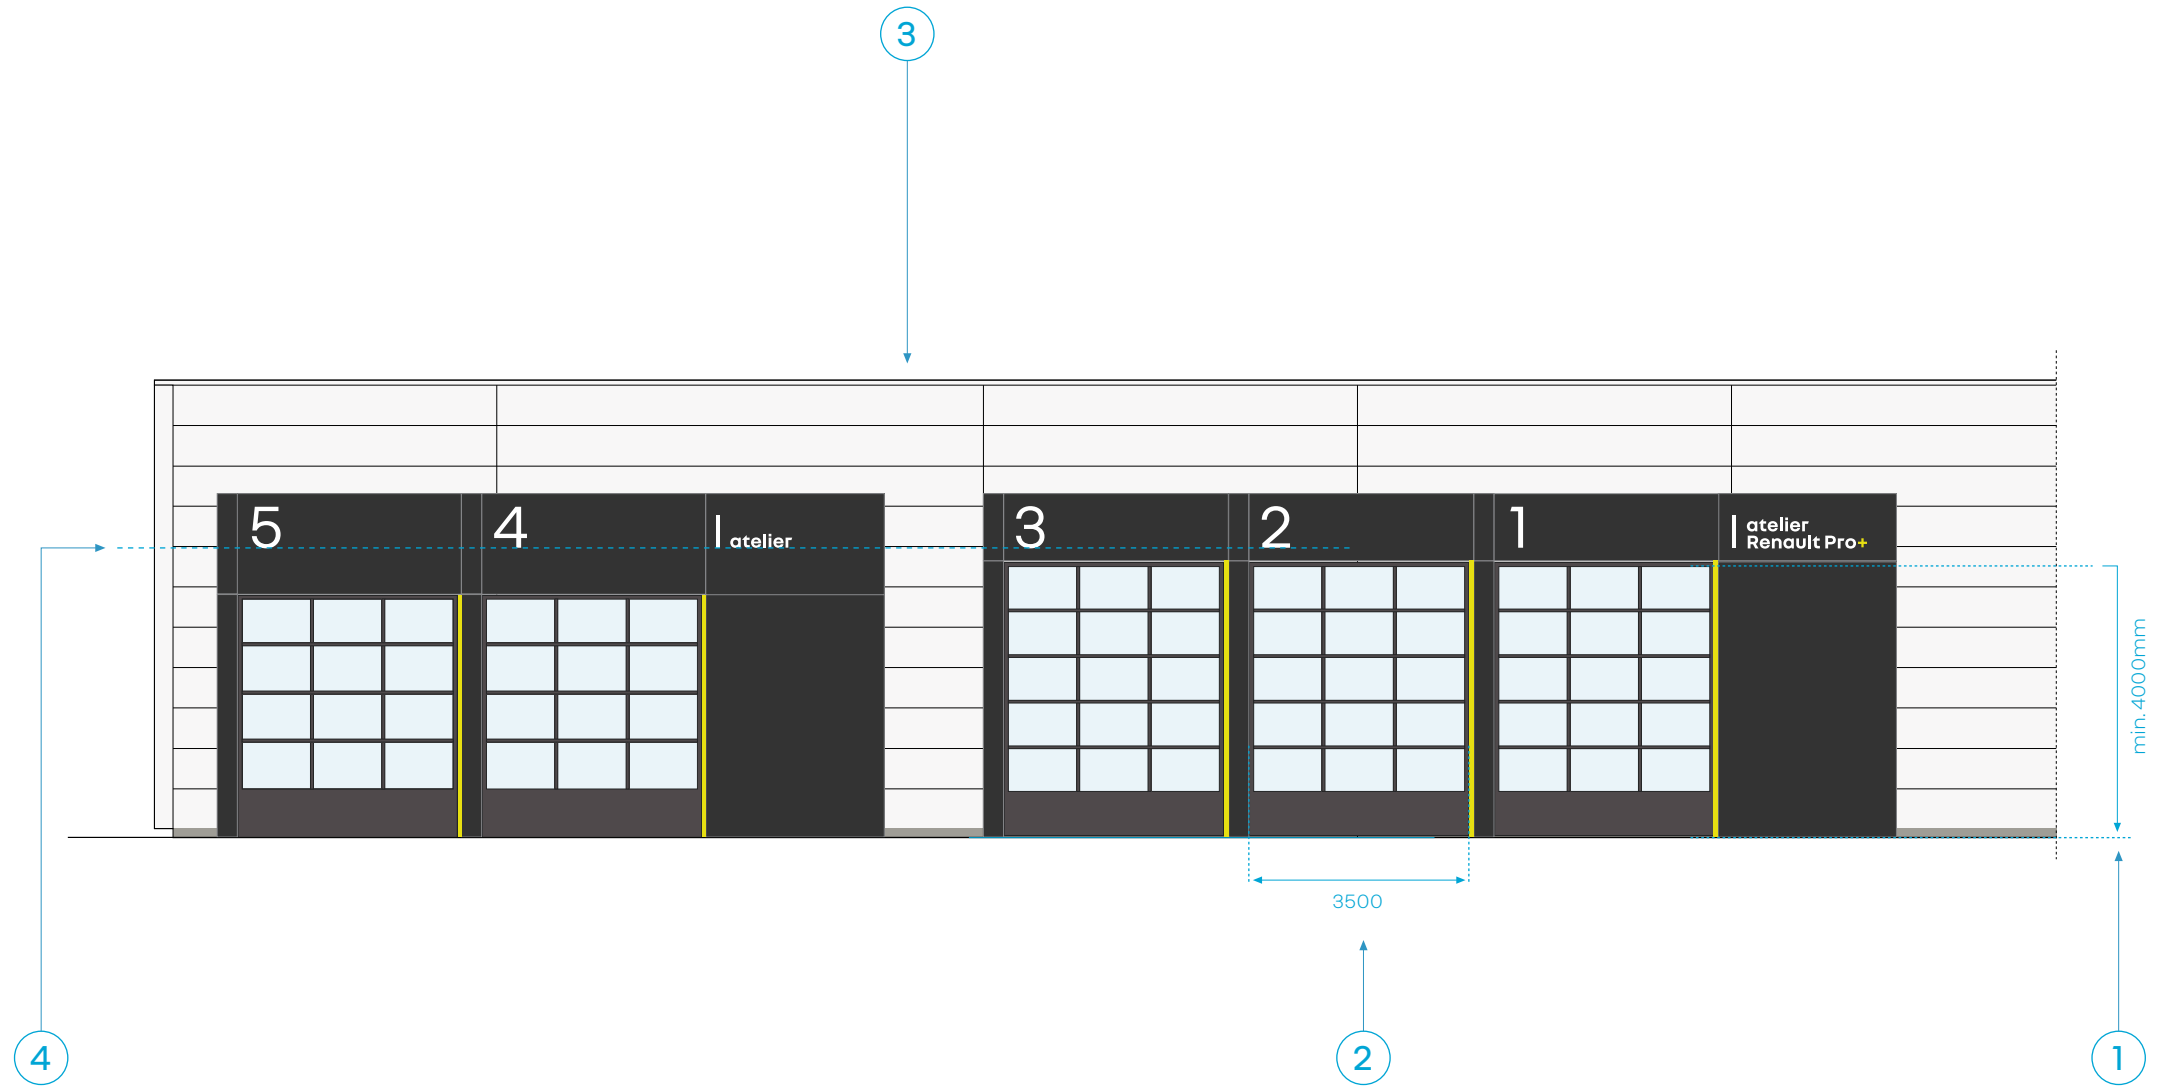 3
5
4
atelier
3
2
1
atelier
Renault Pro+
min. 4000mm
3500
4
2
1